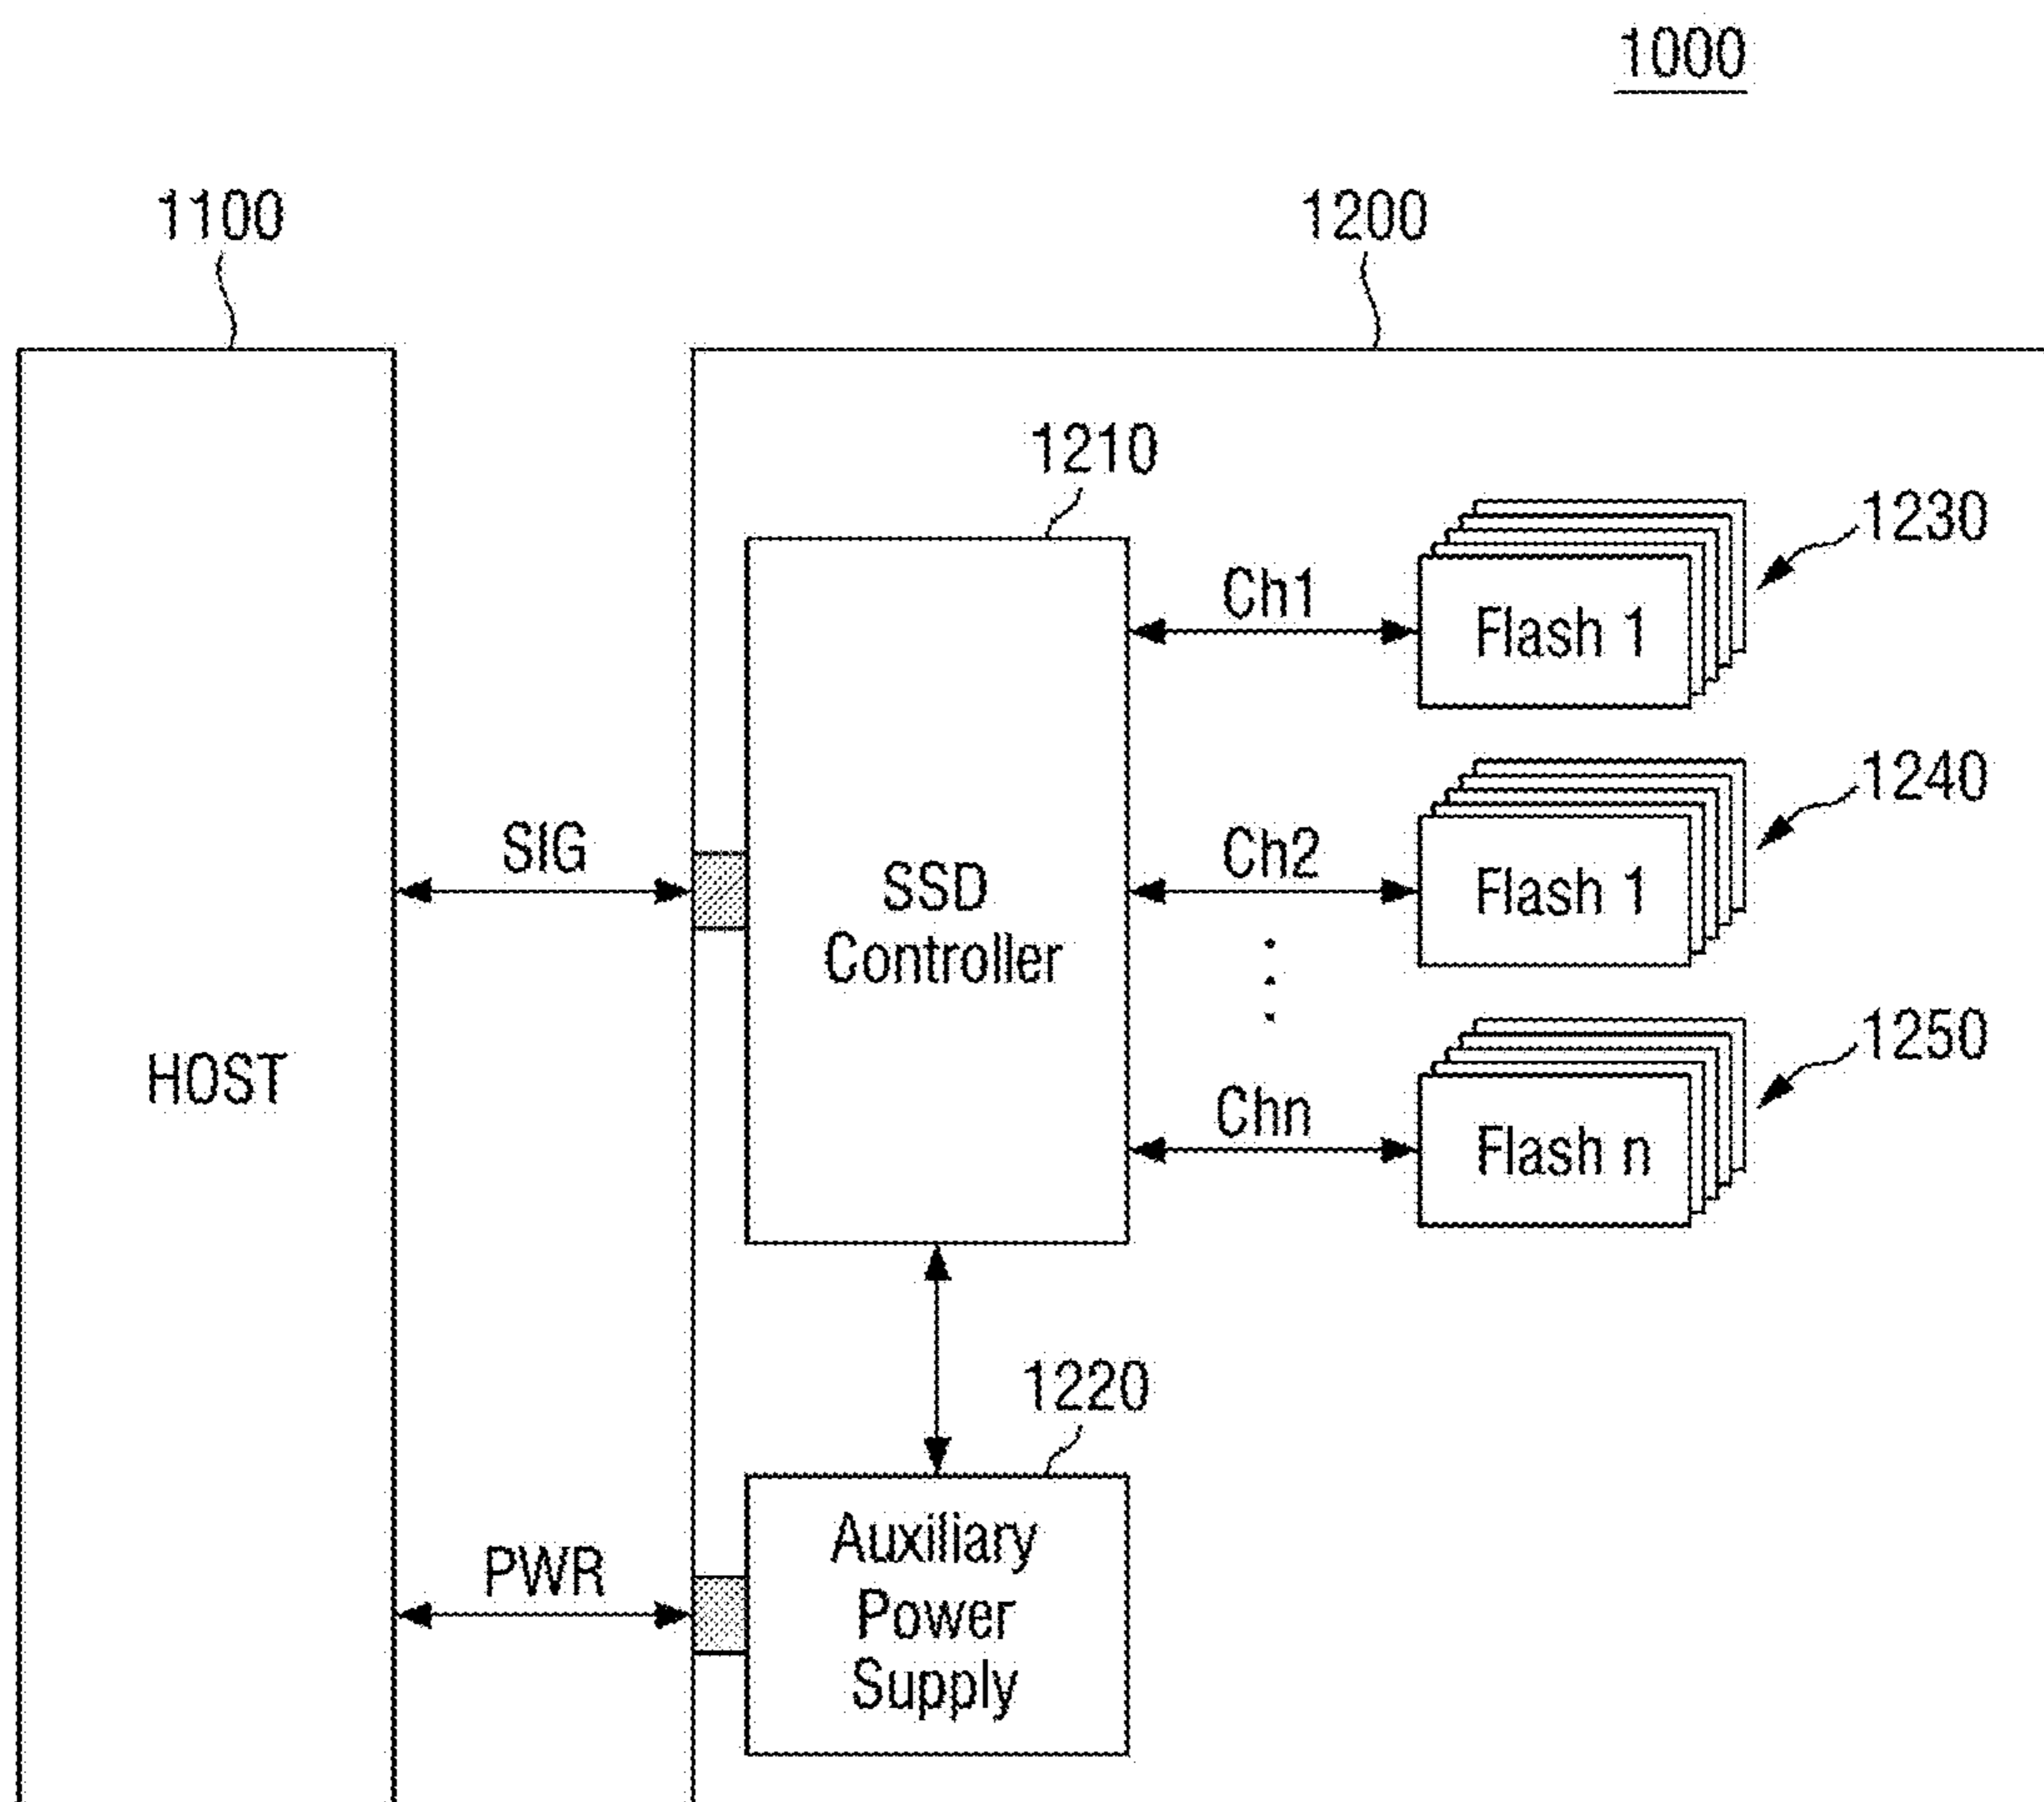 1000
1100
1200
1210
1230
Ch1
Flash 1
1240
SIG
Ch2
Flash 1
SSD
Controller
1250
HOST
Chn
Flash n
1220
PWR
Auxiliary
Power
Supply